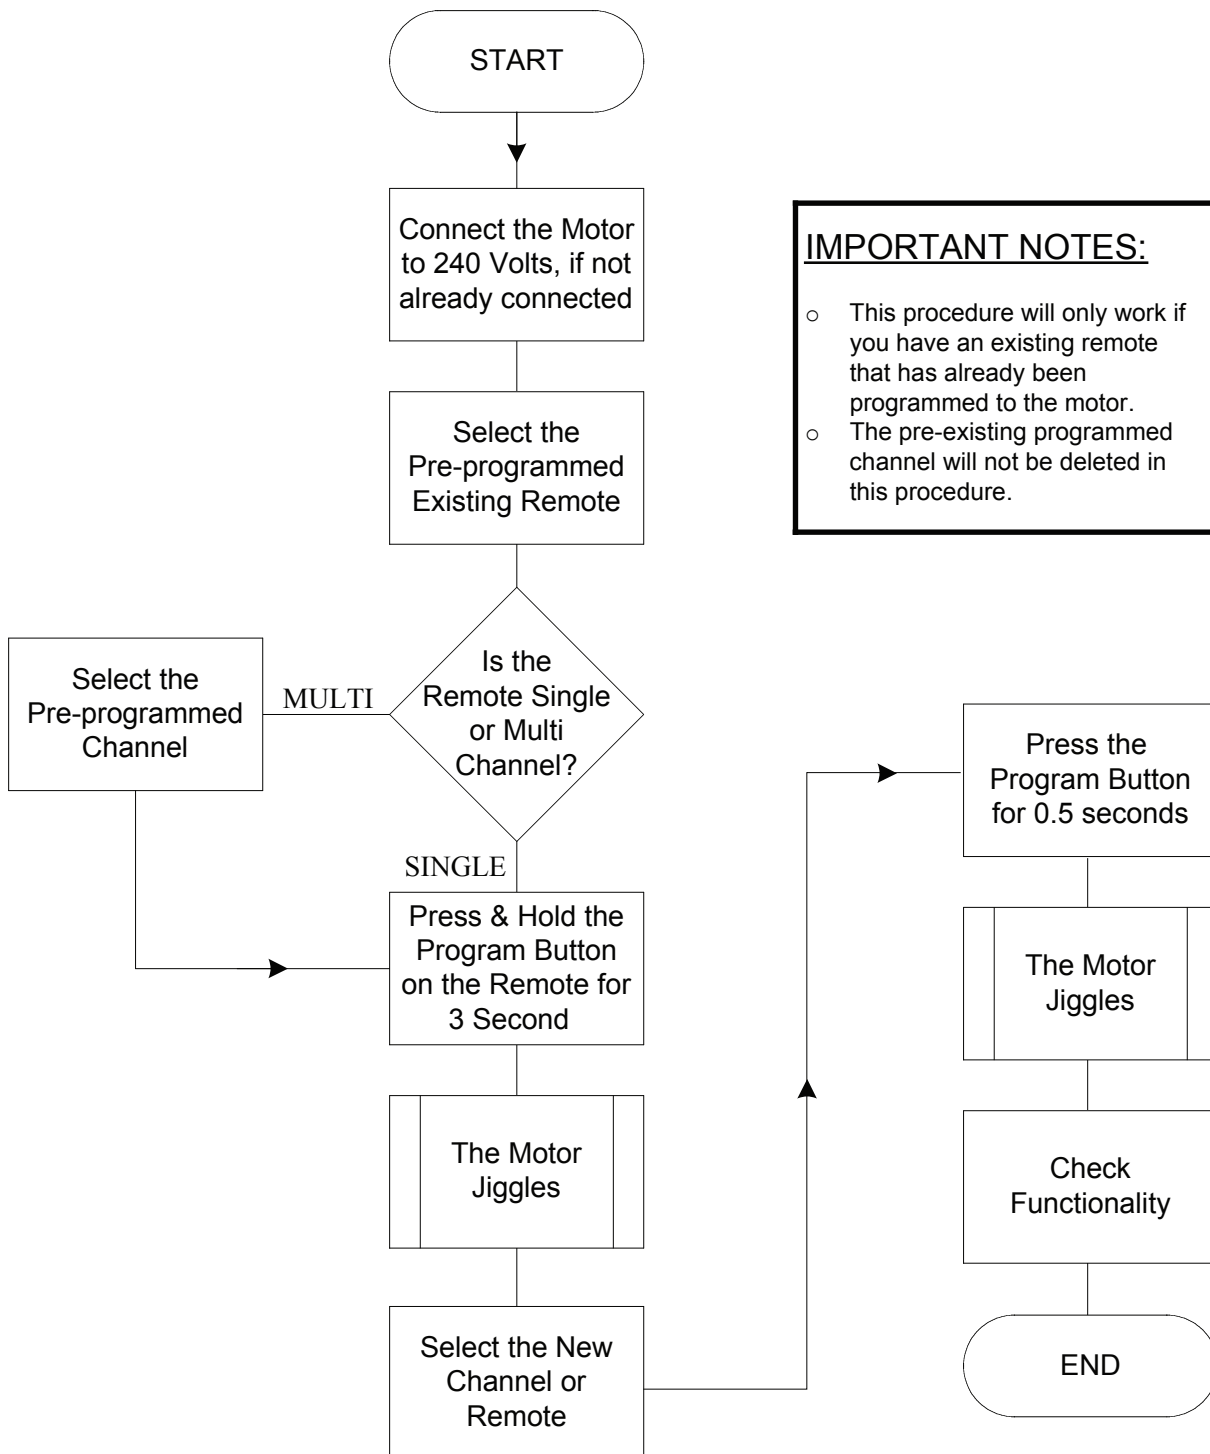 START
Connect the Motor
to 240 Volts, if not
already connected
Select the
Pre-programmed
Existing Remote
Is the
Remote Single
or Multi
Channel?
MULTI
Select the
Pre-programmed
Channel
SINGLE
Press & Hold the
Program Button
on the Remote for
3 Second
The Motor
Jiggles
Select the New
Channel or
Remote
Press the
Program Button
for 0.5 seconds
The Motor
Jiggles
Check
Functionality
END
IMPORTANT NOTES:
o This procedure will only work if
you have an existing remote
that has already been
programmed to the motor.
o The pre-existing programmed
channel will not be deleted in
this procedure.